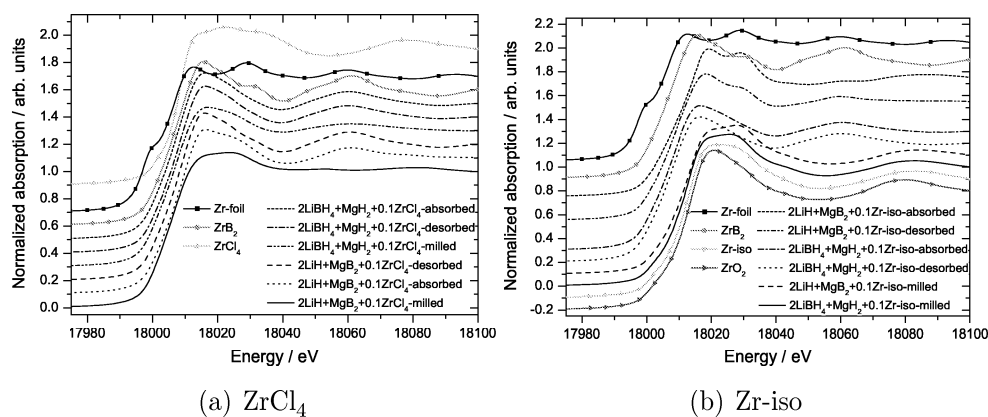 Normalized absorption / arb. units
2.0
1.8
1.6
1.4
1.2
1.0
0.8
0.6
0.4
0.2
0.0
Zr-foil
ZrB₂
ZrCl₄
2LiBH₄+MgH₂+0.1ZrCl₄-absorbed
2LiBH₄+MgH₂+0.1ZrCl₄-desorbed
2LiBH₄+MgH₂+0.1ZrCl₄-milled
2LiH+MgB₂+0.1ZrCl₄-desorbed
2LiH+MgB₂+0.1ZrCl₄-absorbed
2LiH+MgB₂+0.1ZrCl₄-milled
17980 18000 18020 18040 18060 18080 18100
Energy / eV
(a) ZrCl₄
Normalized absorption / arb. units
2.2
2.0
1.8
1.6
1.4
1.2
1.0
0.8
0.6
0.4
0.2
0.0
-0.2
Zr-foil
ZrB₂
Zr-iso
ZrO₂
2LiH+MgB₂+0.1Zr-iso-absorbed
2LiH+MgB₂+0.1Zr-iso-desorbed
2LiBH₄+MgH₂+0.1Zr-iso-absorbed
2LiBH₄+MgH₂+0.1Zr-iso-desorbed
2LiH+MgB₂+0.1Zr-iso-milled
2LiBH₄+MgH₂+0.1Zr-iso-milled
17980 18000 18020 18040 18060 18080 18100
Energy / eV
(b) Zr-iso